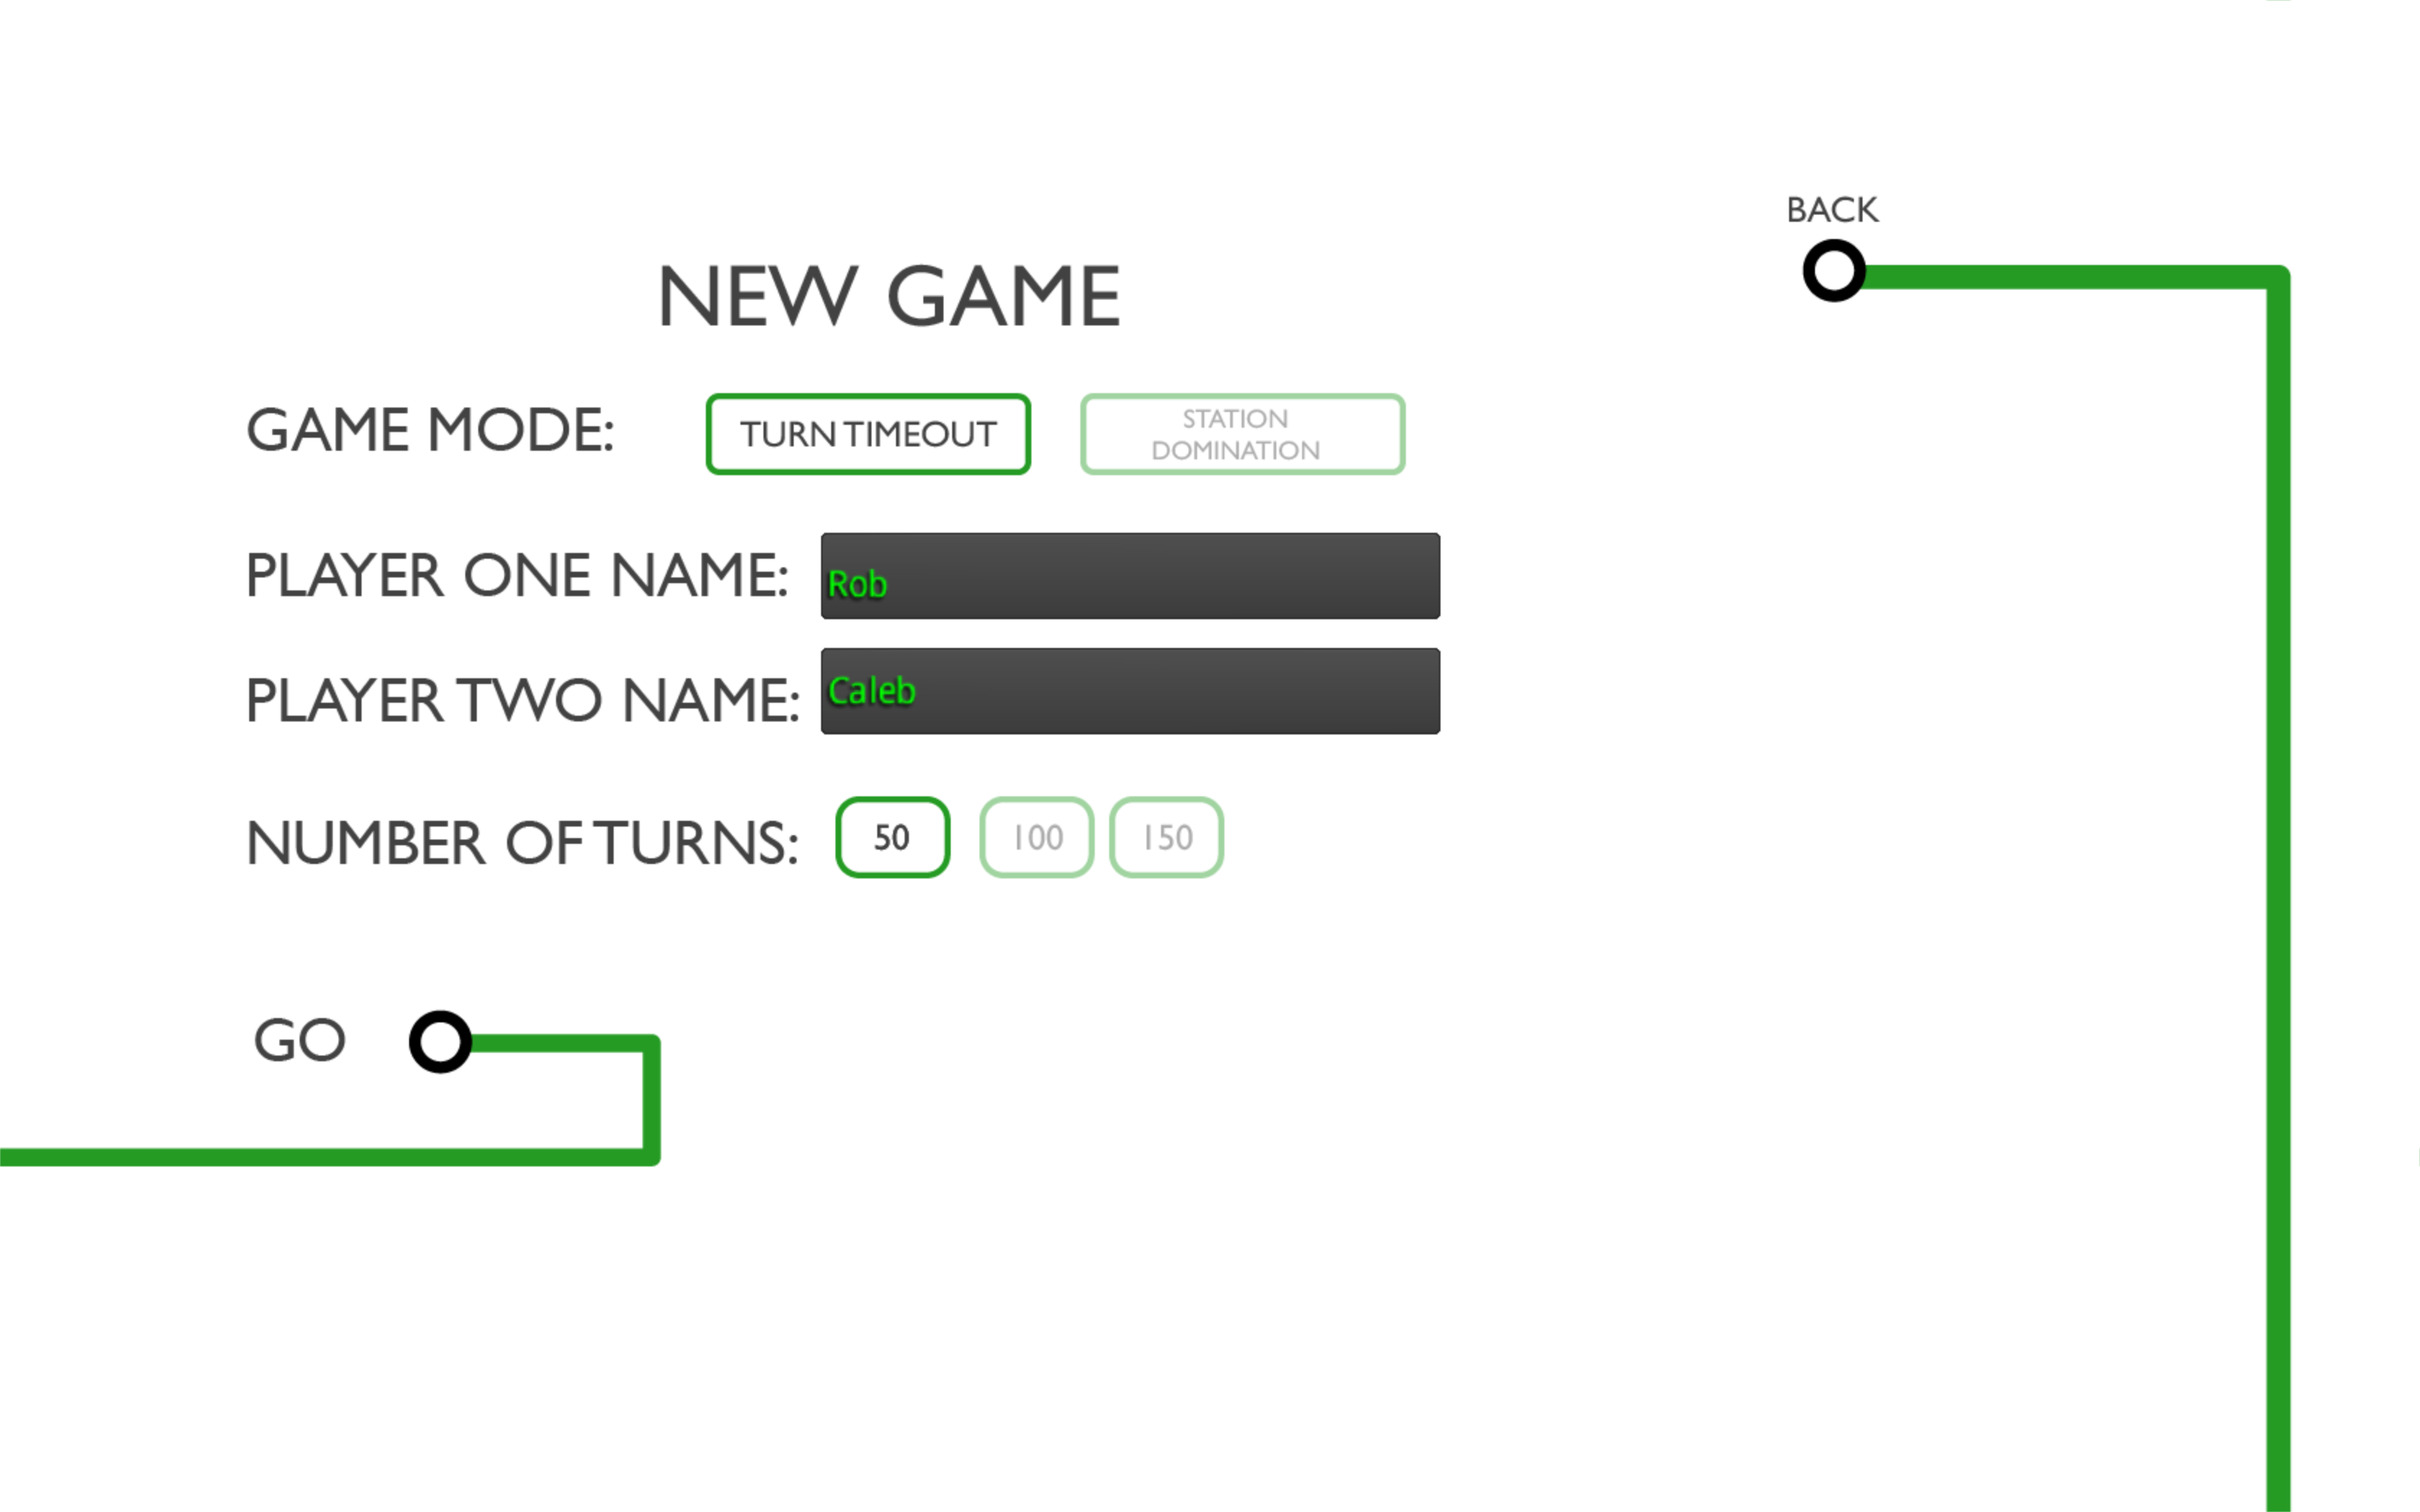 BACK
NEW GAME
GAME MODE:
TURN TIMEOUT
STATION
DOMINATION
PLAYER ONE NAME:
Rob
PLAYER TWO NAME:
Caleb
NUMBER OF TURNS:
50
100
150
GO